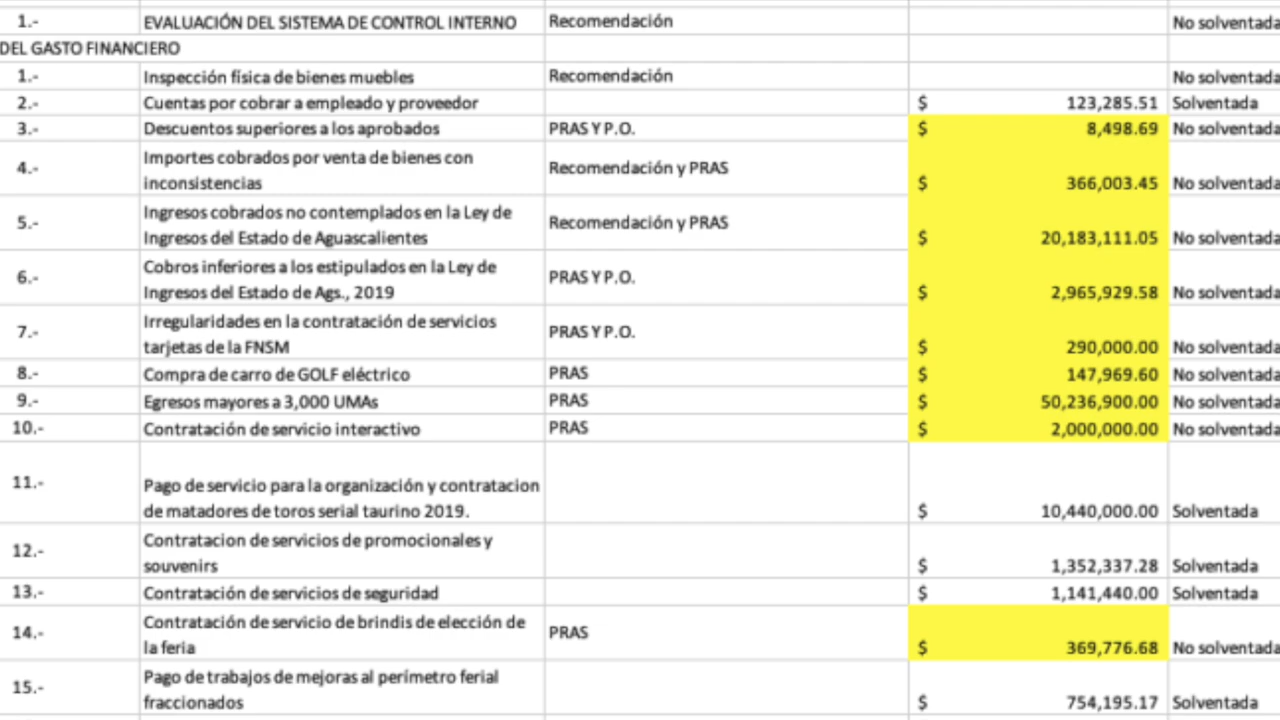 1.- EVALUACIÓN DEL SISTEMA DE CONTROL INTERNO Recomendación No solventada
DEL GASTO FINANCIERO
1.- Inspección física de bienes muebles Recomendación No solventada
2.- Cuentas por cobrar a empleado y proveedor $ 123,285.51 Solventada
3.- Descuentos superiores a los aprobados PRAS Y P.O. $ 8,498.69 No solventada
4.- Importes cobrados por venta de bienes con
inconsistencias Recomendación y PRAS $ 366,003.45 No solventada
5.- Ingresos cobrados no contemplados en la Ley de
Ingresos del Estado de Aguascalientes Recomendación y PRAS $ 20,183,111.05 No solventada
6.- Cobros inferiores a los estipulados en la Ley de
Ingresos del Estado de Ags., 2019 PRAS Y P.O. $ 2,965,929.58 No solventada
7.- Irregularidades en la contratación de servicios
tarjetas de la FNSM PRAS Y P.O. $ 290,000.00 No solventada
8.- Compra de carro de GOLF eléctrico PRAS $ 147,969.60 No solventada
9.- Egresos mayores a 3,000 UMAs PRAS $ 50,236,900.00 No solventada
10.- Contratación de servicio interactivo PRAS $ 2,000,000.00 No solventada
11.- Pago de servicio para la organización y contratacion
de matadores de toros serial taurino 2019. $ 10,440,000.00 Solventada
12.- Contratacion de servicios de promocionales y
souvenirs $ 1,352,337.28 Solventada
13.- Contratación de servicios de seguridad $ 1,141,440.00 Solventada
14.- Contratación de servicio de brindis de elección de
la feria PRAS $ 369,776.68 No solventada
15.- Pago de trabajos de mejoras al perímetro ferial
fraccionados $ 754,195.17 Solventada